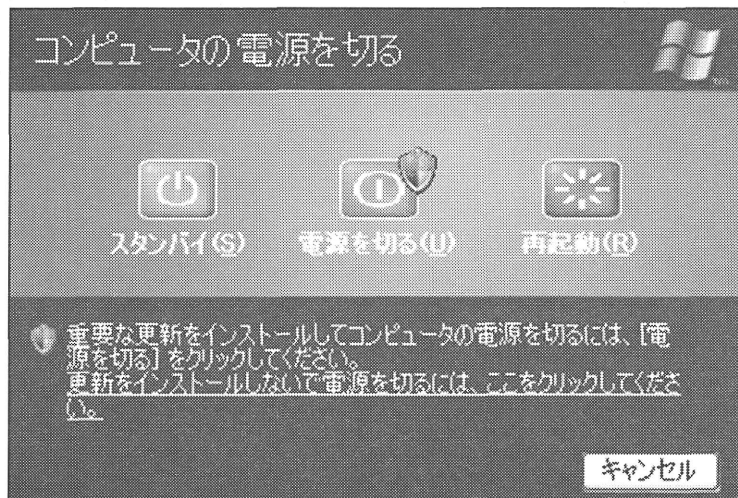 コンピュータの電源を切る
スタンバイ(S)
電源を切る(U)
再起動(R)
重要な更新をインストールしてコンピュータの電源を切るには、[電
源を切る] をクリックしてください。
更新をインストールしないで電源を切るには、ここをクリックしてくださ
い。
キャンセル